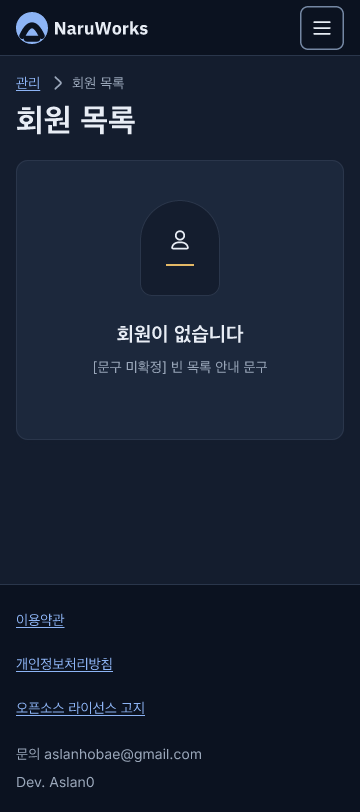 NaruWorks
관리 > 회원 목록
회원 목록
회원이 없습니다
[문구 미확정] 빈 목록 안내 문구
이용약관
개인정보처리방침
오픈소스 라이선스 고지
문의 aslanhobae@gmail.com
Dev. Aslan0